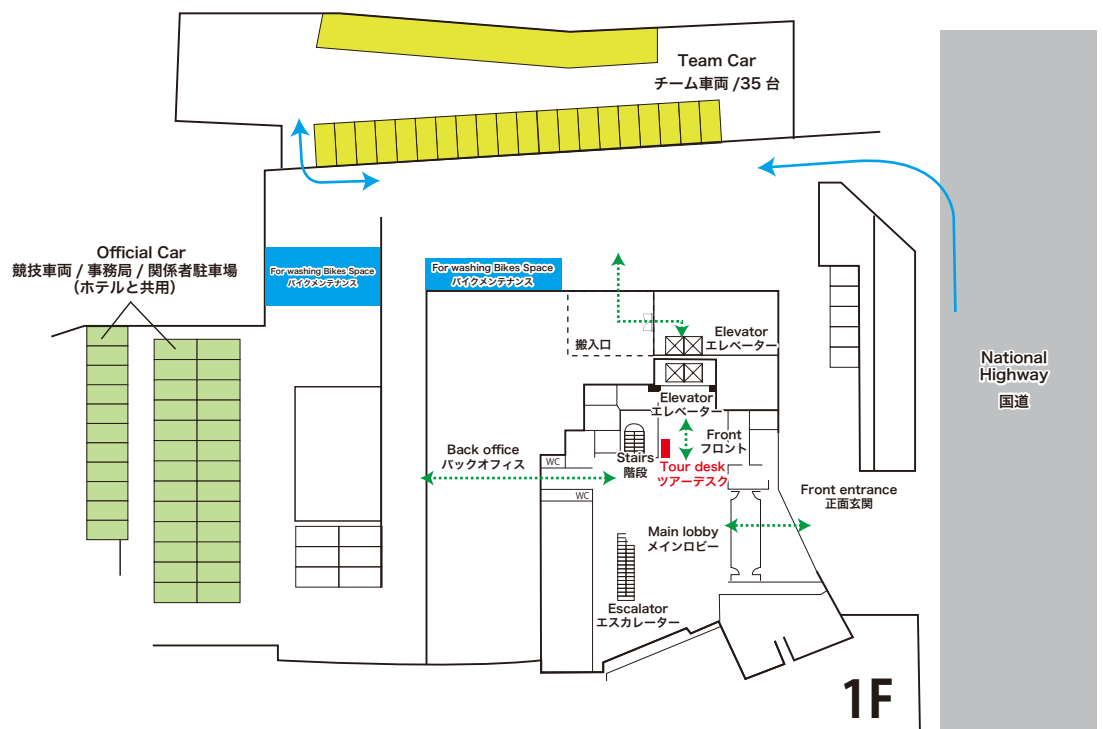 Team Car
チーム車両 /35 台
Official Car
競技車両 / 事務局 / 関係者駐車場
（ホテルと共用）
For washing Bikes Space
バイクメンテナンス
For washing Bikes Space
バイクメンテナンス
搬入口
Elevator
エレベーター
Elevator
エレベーター
National
Highway
国道
Front
フロント
Back office
バックオフィス
WC
Stairs
階段
Tour desk
ツアーデスク
WC
Front entrance
正面玄関
Main lobby
メインロビー
Escalator
エスカレーター
1F